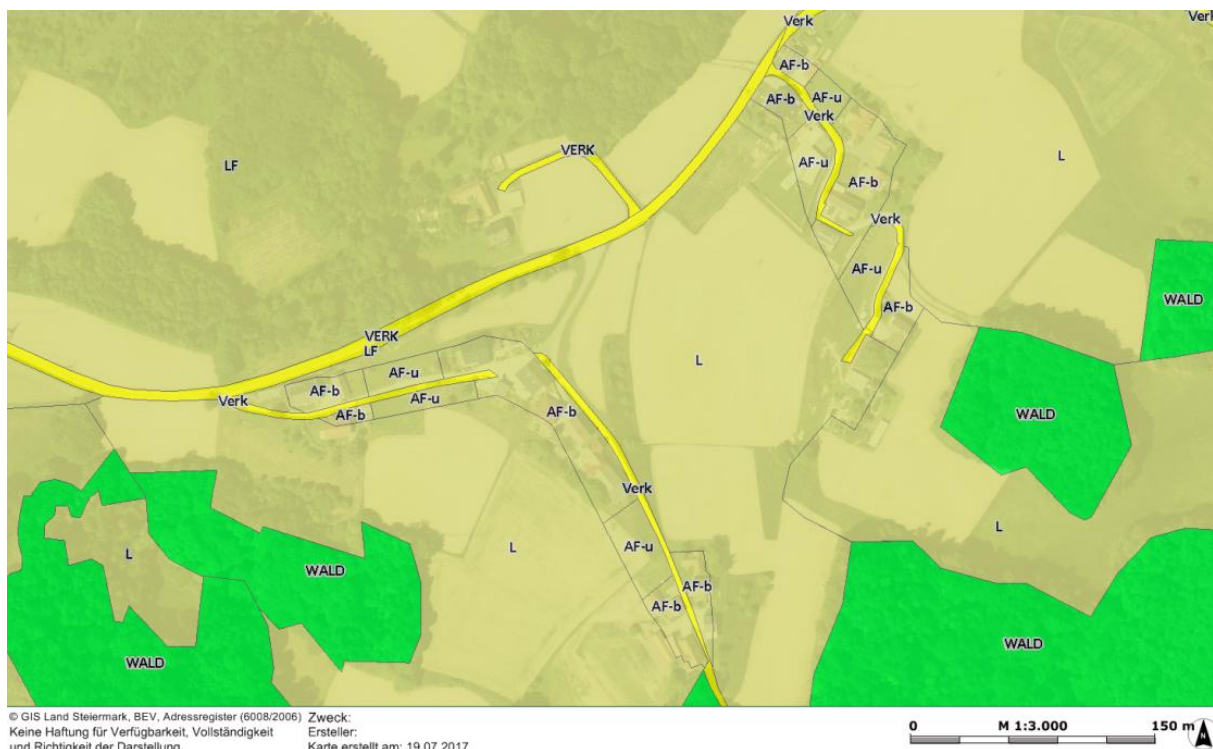 Verk
Verk
AF-b
AF-b
AF-u
Verk
VERK
L
LF
AF-u
AF-b
Verk
AF-u
WALD
AF-b
VERK
LF
L
AF-u
AF-b
AF-u
Verk
AF-b
AF-b
WALD
Verk
L
L
AF-u
L
WALD
AF-b
AF-b
WALD
WALD
© GIS Land Steiermark, BEV, Adressregister (6008/2006) Zweck:
Keine Haftung für Verfügbarkeit, Vollständigkeit Ersteller:
und Richtigkeit der Darstellung Karte erstellt am: 19.07.2017
0 M 1:3.000 150 m
N